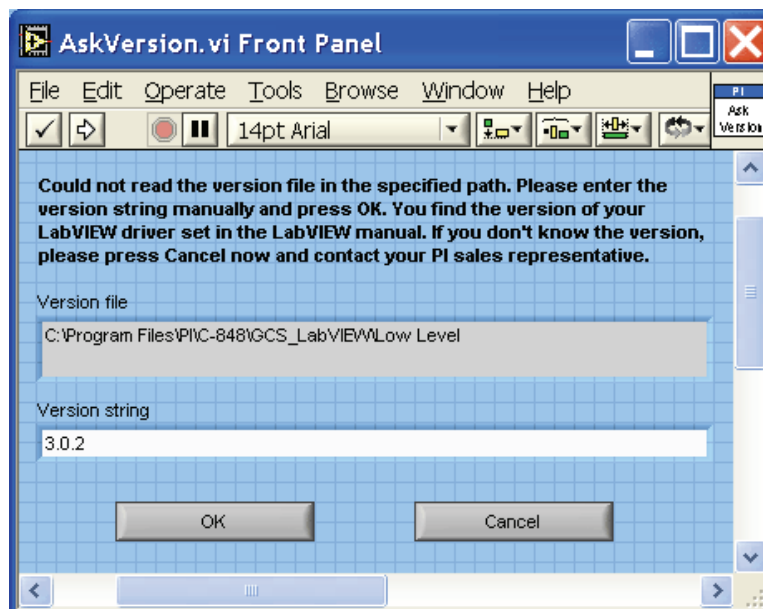 AskVersion.vi Front Panel
File Edit Operate Tools Browse Window Help
PI
Ask
Version
14pt Arial
Could not read the version file in the specified path. Please enter the
version string manually and press OK. You find the version of your
LabVIEW driver set in the LabVIEW manual. If you don't know the version,
please press Cancel now and contact your PI sales representative.
Version file
C:\Program Files\PI\C-848\GCS_LabVIEW\Low Level
Version string
3.0.2
OK Cancel